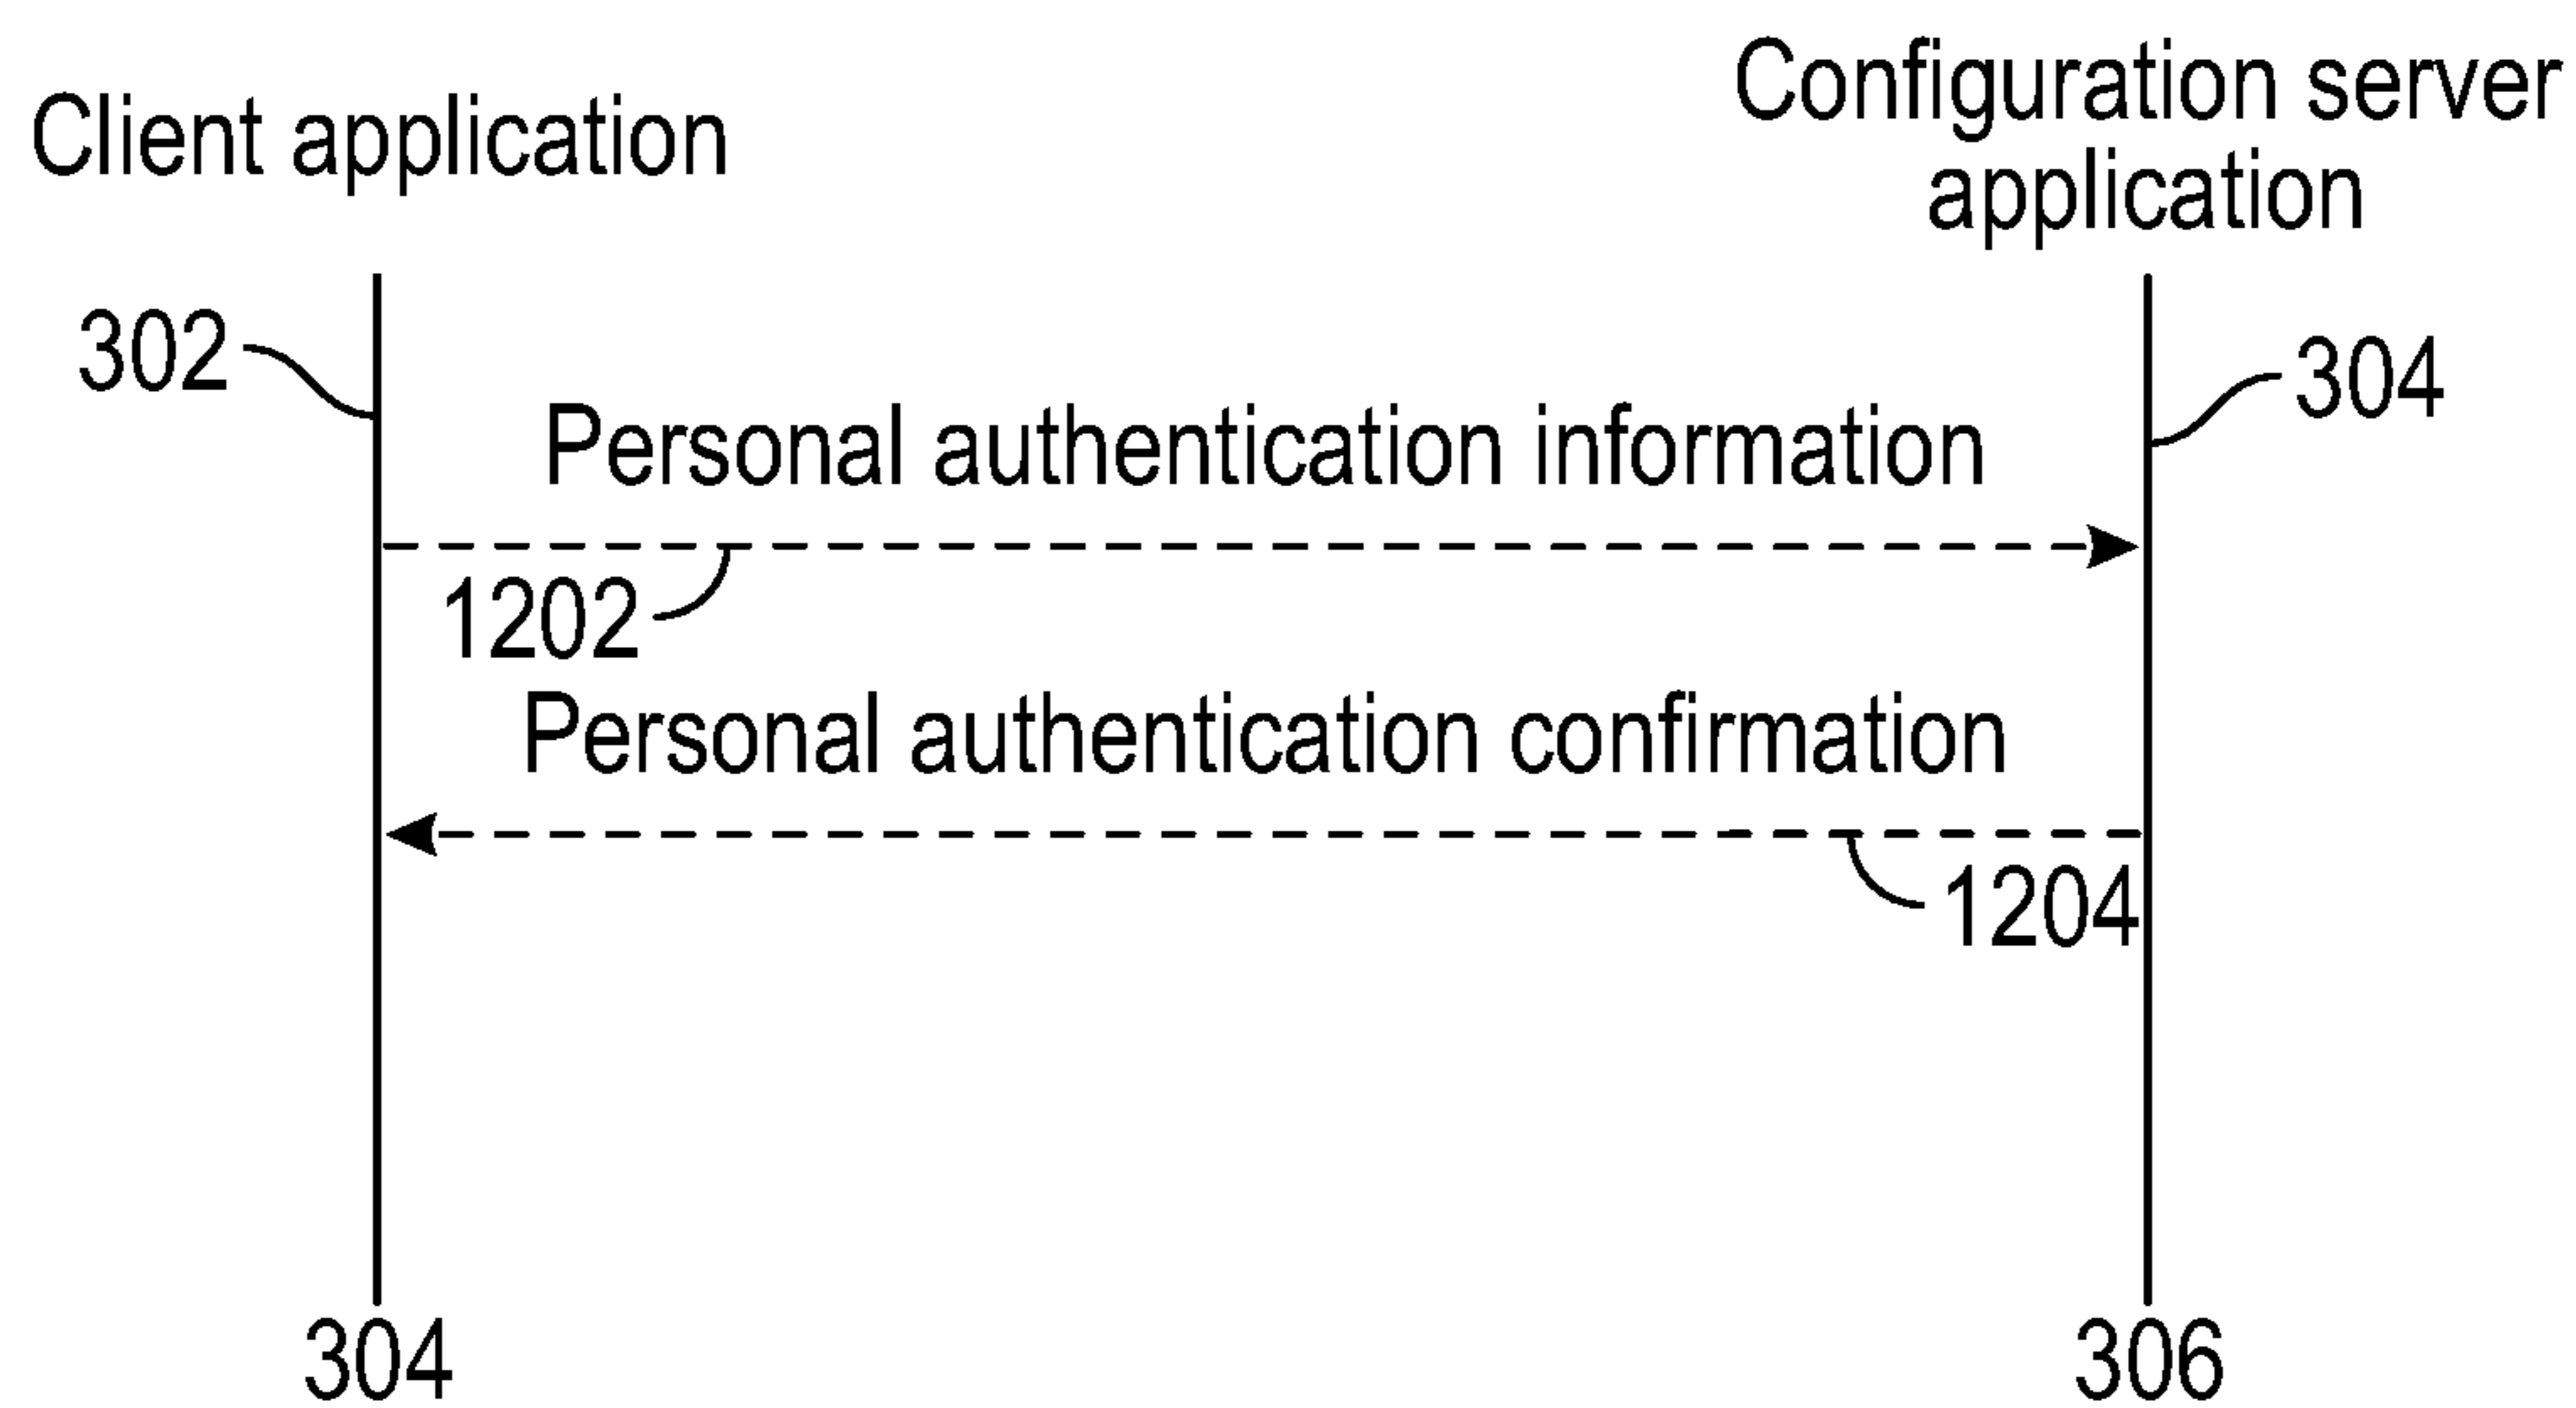 Client application
Configuration server
application
302
304
Personal authentication information
1202
Personal authentication confirmation
1204
304
306